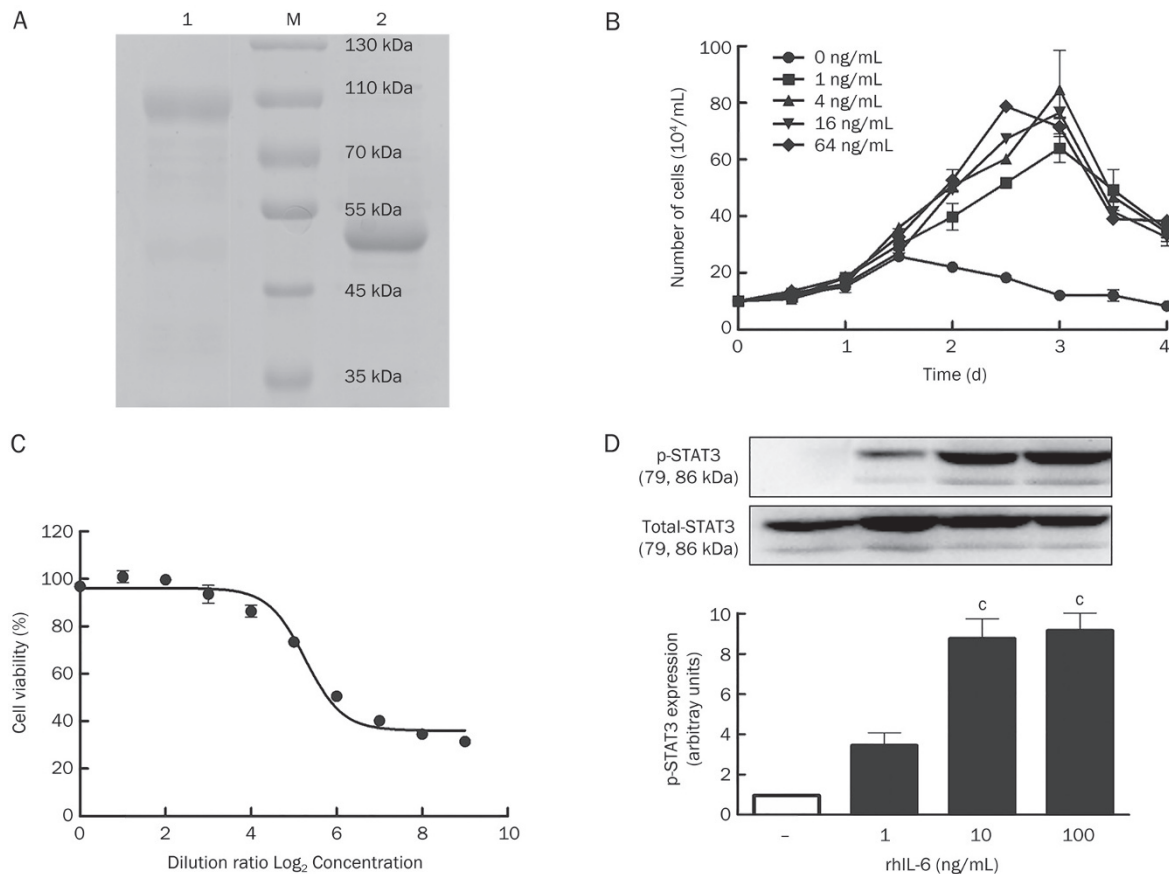 A
1 M 2
130 kDa
110 kDa
70 kDa
55 kDa
45 kDa
35 kDa
B
Number of cells (10⁴/mL)
100
80
60
40
20
0
0 ng/mL
1 ng/mL
4 ng/mL
16 ng/mL
64 ng/mL
0 1 2 3 4
Time (d)
C
Cell viability (%)
120
100
80
60
40
20
0
0 2 4 6 8 10
Dilution ratio Log₂ Concentration
D
p-STAT3
(79, 86 kDa)
Total-STAT3
(79, 86 kDa)
p-STAT3 expression
(arbitray units)
10
8
6
4
2
0
c c
– 1 10 100
rhIL-6 (ng/mL)